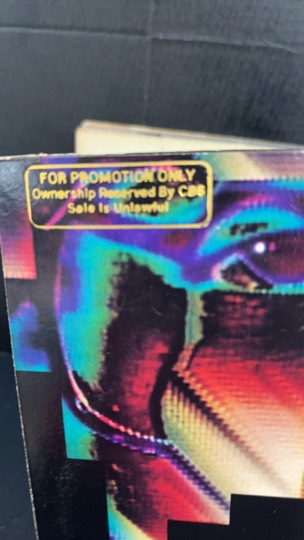 FOR PROMOTION ONLY
Ownership Reserved By CBS
Sale Is Unlawful